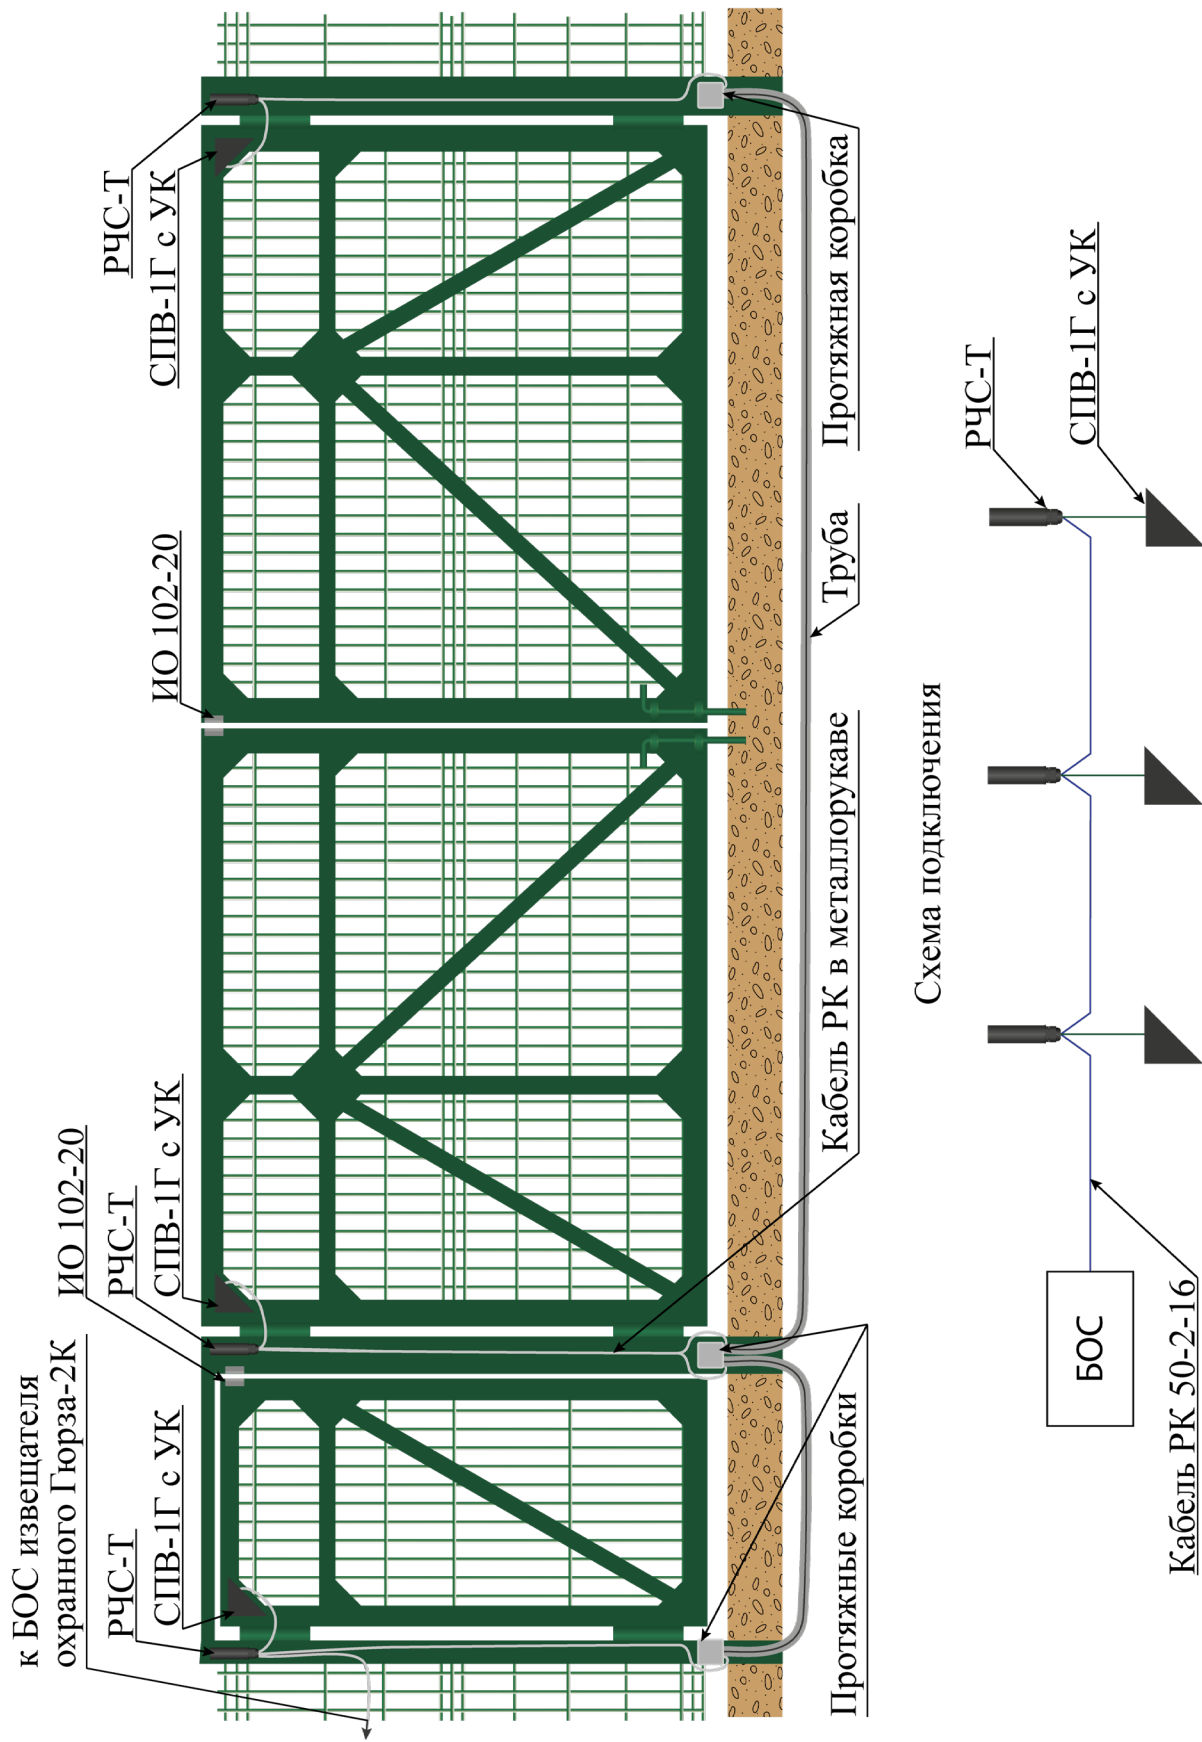 к БОС извещателя
охранного Гюрза-2К
ИО 102-20
РЧС-Т
СПВ-1Г с УК
РЧС-Т
СПВ-1Г с УК
ИО 102-20
РЧС-Т
СПВ-1Г с УК
Протяжные коробки
Кабель РК в металлорукаве
Труба
Протяжная коробка
Схема подключения
РЧС-Т
СПВ-1Г с УК
БОС
Кабель РК 50-2-16